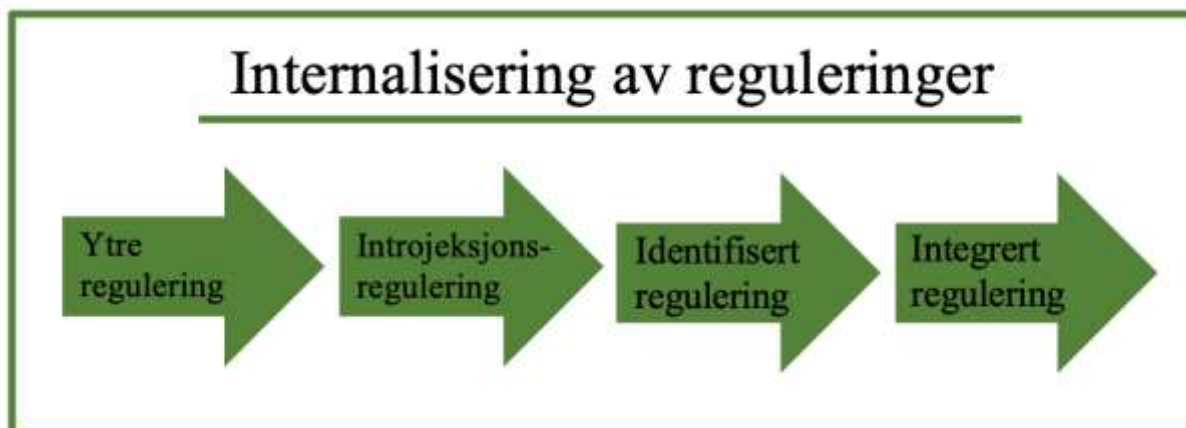 Internalisering av reguleringer
Ytre
regulering
Introjeksjons-
regulering
Identifisert
regulering
Integrert
regulering